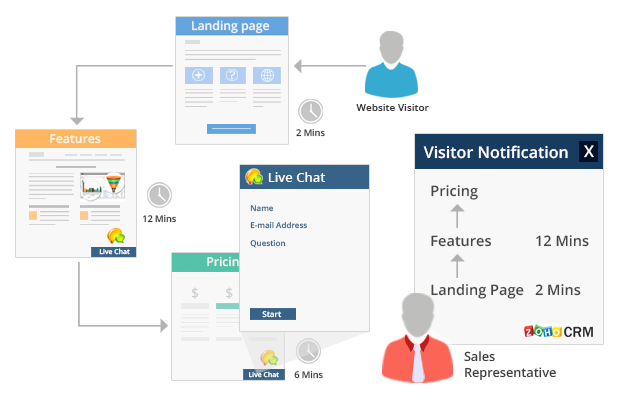 Landing page
Website Visitor
2 Mins
Features
Live Chat
12 Mins
Live Chat
Name
E-mail Address
Question
Start
Pricin
$ $
Live Chat
6 Mins
Visitor Notification X
Pricing
Features 12 Mins
Landing Page 2 Mins
ZOHO CRM
Sales
Representative